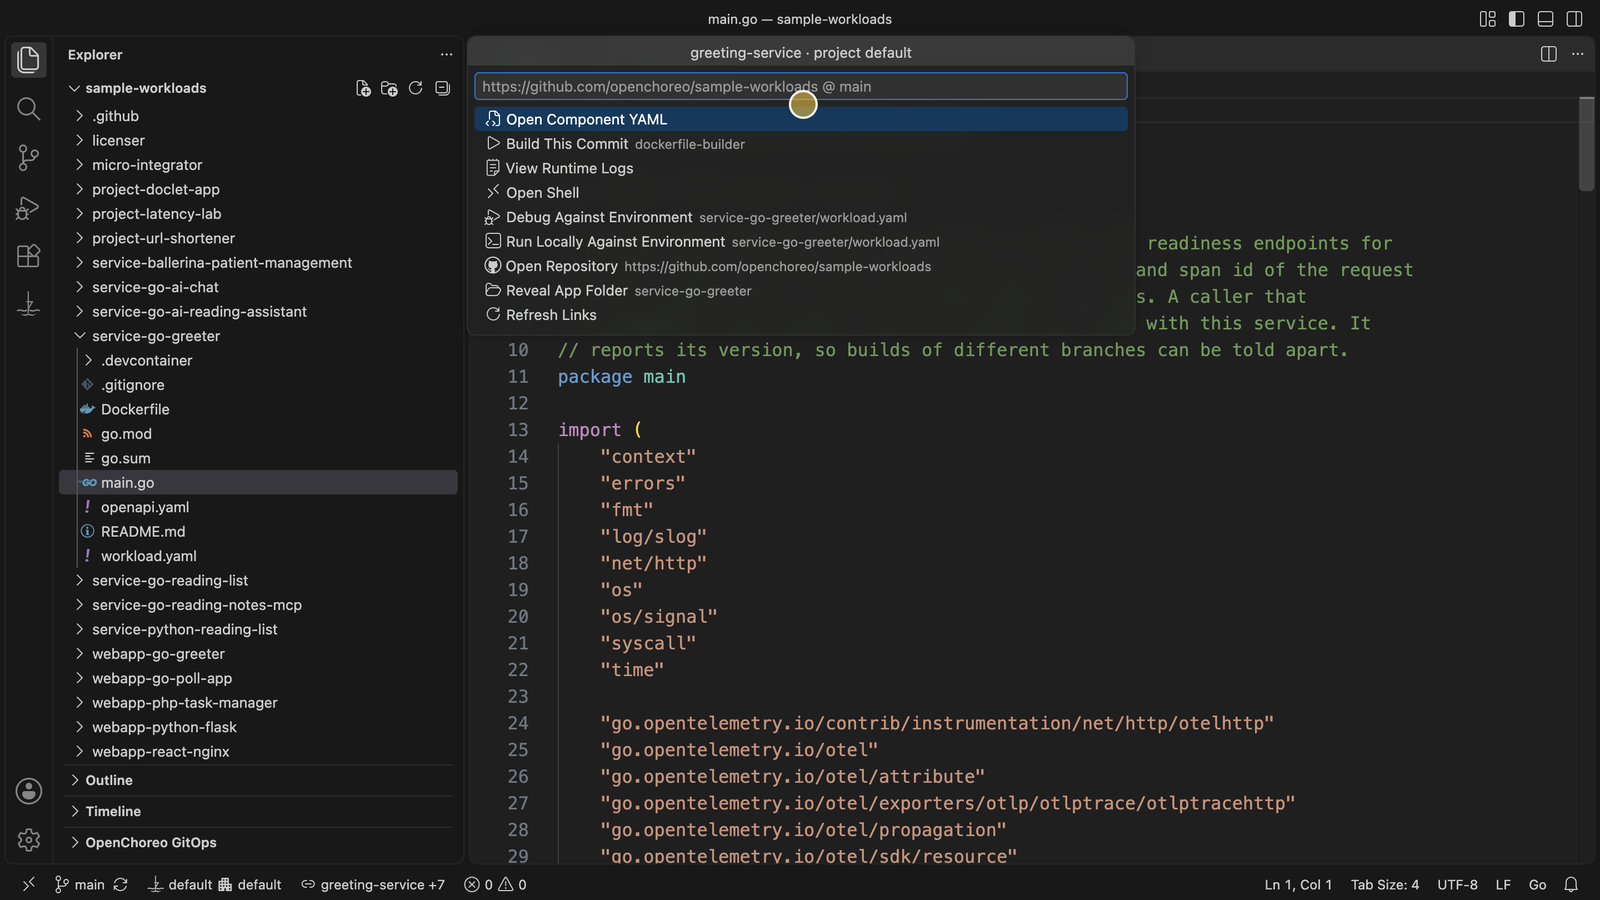 main.go — sample-workloads
Explorer
sample-workloads
.github
licenser
micro-integrator
project-doclet-app
project-latency-lab
project-url-shortener
service-ballerina-patient-management
service-go-ai-chat
service-go-ai-reading-assistant
service-go-greeter
.devcontainer
.gitignore
Dockerfile
go.mod
go.sum
main.go
openapi.yaml
README.md
workload.yaml
service-go-reading-list
service-go-reading-notes-mcp
service-python-reading-list
webapp-go-greeter
webapp-go-poll-app
webapp-php-task-manager
webapp-python-flask
webapp-react-nginx
Outline
Timeline
OpenChoreo GitOps
greeting-service · project default
https://github.com/openchoreo/sample-workloads @ main
Open Component YAML
Build This Commit dockerfile-builder
View Runtime Logs
Open Shell
Debug Against Environment service-go-greeter/workload.yaml
Run Locally Against Environment service-go-greeter/workload.yaml
Open Repository https://github.com/openchoreo/sample-workloads
Reveal App Folder service-go-greeter
Refresh Links
readiness endpoints for
and span id of the request
s. A caller that
with this service. It
10 // reports its version, so builds of different branches can be told apart.
11 package main
12
13 import (
14 "context"
15 "errors"
16 "fmt"
17 "log/slog"
18 "net/http"
19 "os"
20 "os/signal"
21 "syscall"
22 "time"
23
24 "go.opentelemetry.io/contrib/instrumentation/net/http/otelhttp"
25 "go.opentelemetry.io/otel"
26 "go.opentelemetry.io/otel/attribute"
27 "go.opentelemetry.io/otel/exporters/otlp/otlptrace/otlptracehttp"
28 "go.opentelemetry.io/otel/propagation"
29 "go.opentelemetry.io/otel/sdk/resource"
main default default greeting-service +7 0 0 Ln 1, Col 1 Tab Size: 4 UTF-8 LF Go